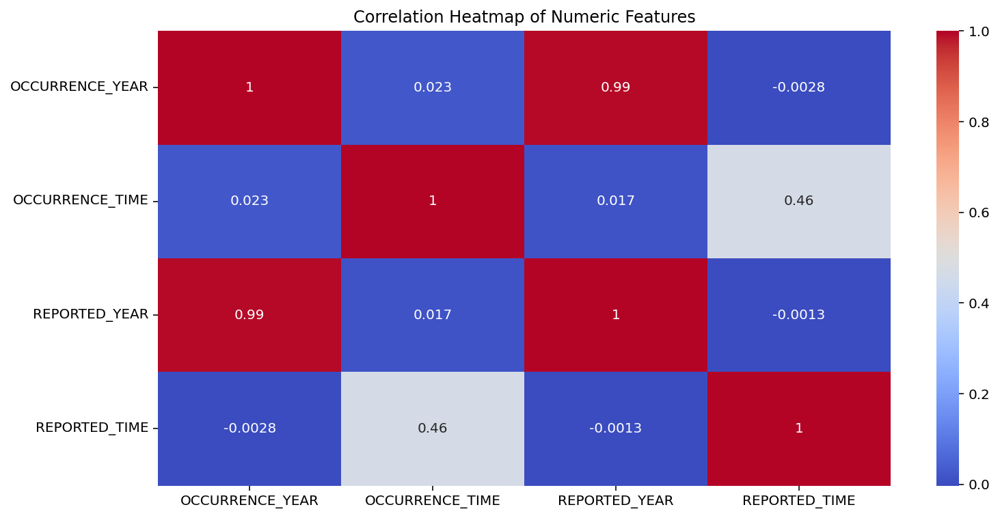 Correlation Heatmap of Numeric Features
OCCURRENCE_YEAR
1
0.023
0.99
-0.0028
OCCURRENCE_TIME
0.023
1
0.017
0.46
REPORTED_YEAR
0.99
0.017
1
-0.0013
REPORTED_TIME
-0.0028
0.46
-0.0013
1
OCCURRENCE_YEAR
OCCURRENCE_TIME
REPORTED_YEAR
REPORTED_TIME
1.0
0.8
0.6
0.4
0.2
0.0